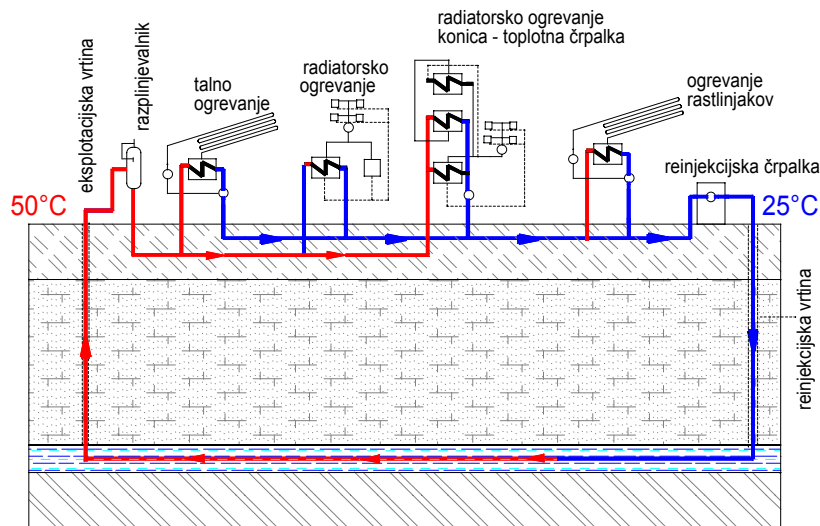 eksplotacijska vrtina
razplinjevalnik
talno
ogrevanje
radiatorsko
ogrevanje
radiatorsko ogrevanje
konica - toplotna črpalka
ogrevanje
rastlinjakov
reinjekcijska črpalka
50°C
25°C
reinjekcijska vrtina